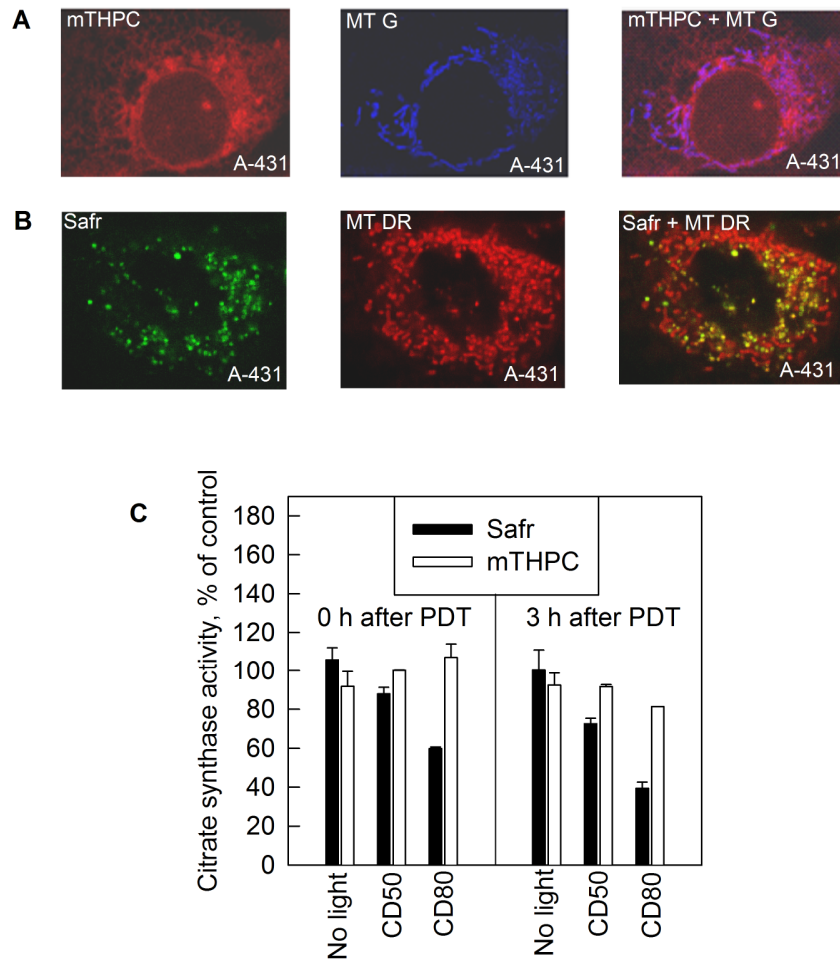 A
mTHPC
MT G
mTHPC + MT G
A-431
A-431
A-431
B
Safr
MT DR
Safr + MT DR
A-431
A-431
A-431
C
Citrate synthase activity, % of control
180
160
140
120
100
80
60
40
20
0
Safr
mTHPC
0 h after PDT
3 h after PDT
No light
CD50
CD80
No light
CD50
CD80